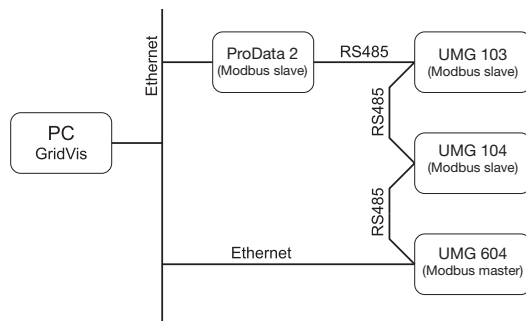 Ethernet
ProData 2
(Modbus slave)
RS485
UMG 103
(Modbus slave)
RS485
PC
GridVis
UMG 104
(Modbus slave)
RS485
Ethernet
UMG 604
(Modbus master)